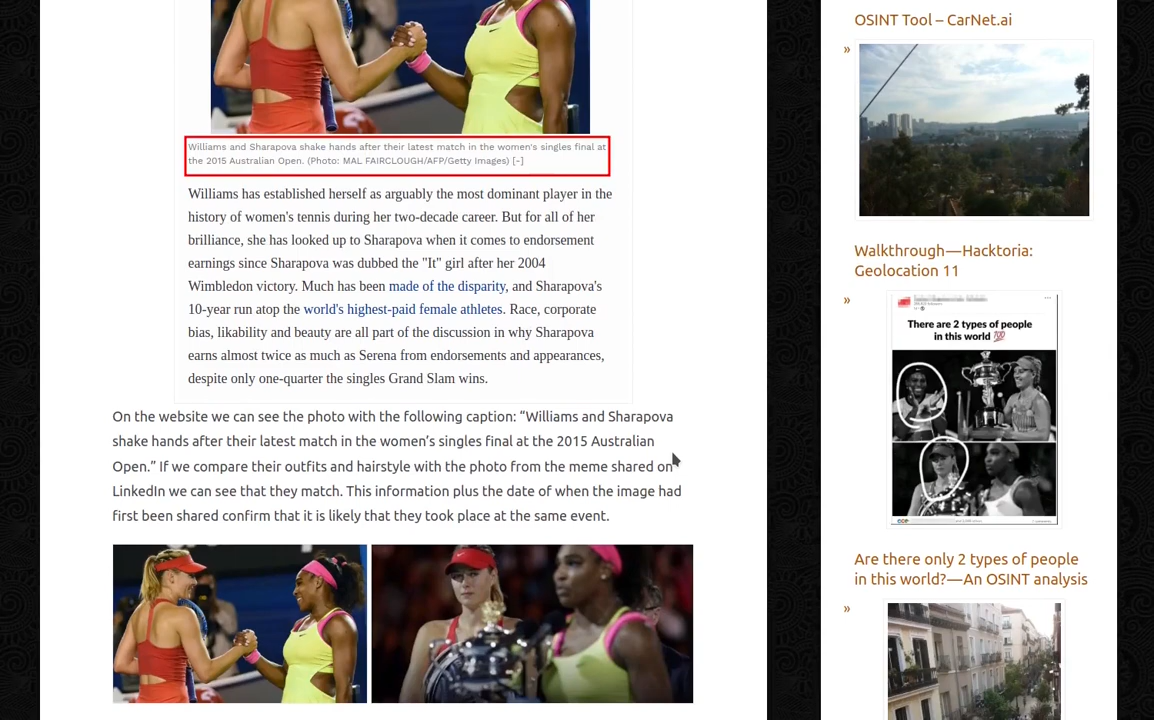 Williams and Sharapova shake hands after their latest match in the women's singles final at
the 2015 Australian Open. (Photo: MAL FAIRCLOUGH/AFP/Getty Images) [-]
Williams has established herself as arguably the most dominant player in the
history of women's tennis during her two-decade career. But for all of her
brilliance, she has looked up to Sharapova when it comes to endorsement
earnings since Sharapova was dubbed the "It" girl after her 2004
Wimbledon victory. Much has been made of the disparity, and Sharapova's
10-year run atop the world's highest-paid female athletes. Race, corporate
bias, likability and beauty are all part of the discussion in why Sharapova
earns almost twice as much as Serena from endorsements and appearances,
despite only one-quarter the singles Grand Slam wins.
On the website we can see the photo with the following caption: “Williams and Sharapova
shake hands after their latest match in the women’s singles final at the 2015 Australian
Open.” If we compare their outfits and hairstyle with the photo from the meme shared on
LinkedIn we can see that they match. This information plus the date of when the image had
first been shared confirm that it is likely that they took place at the same event.
OSINT Tool – CarNet.ai
»
Walkthrough — Hacktoria:
Geolocation 11
»
There are 2 types of people
in this world 💯
Are there only 2 types of people
in this world? — An OSINT analysis
»